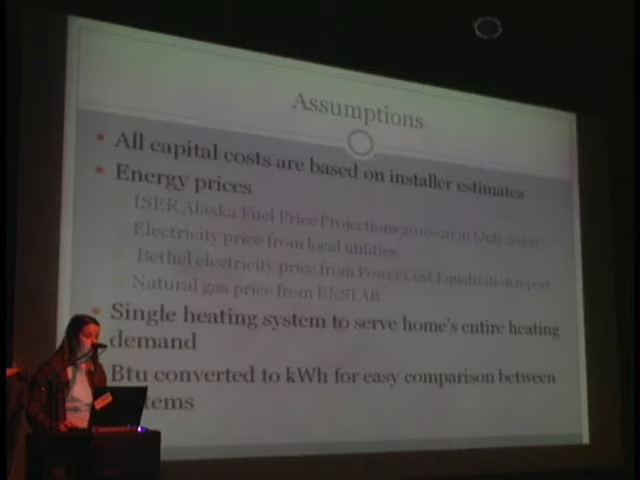 Assumptions
All capital costs are based on installer estimates
Energy prices
ISER Alaska Fuel Price Projections 2010-2030 (July 2010)
Electricity price from local utilities
Bethel electricity price from Power Cost Equalization report
Natural gas price from ENSTAR
Single heating system to serve home's entire heating
demand
Btu converted to kWh for easy comparison between
tems